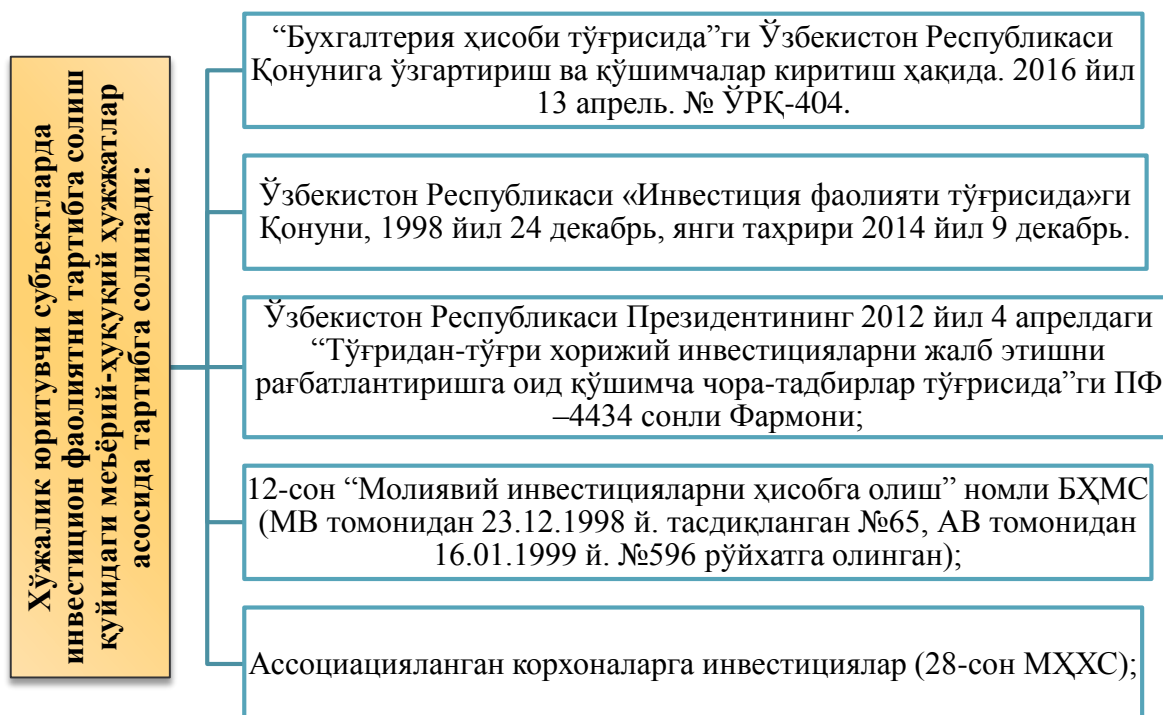 Хўжалик юритувчи субъектларда
инвестицион фаолиятни тартибга солиш
қуйидаги меъёрий-ҳуқуқий ҳужжатлар
асосида тартибга солинади:
“Бухгалтерия ҳисоби тўғрисида”ги Ўзбекистон Республикаси
Қонунига ўзгартириш ва қўшимчалар киритиш ҳақида. 2016 йил
13 апрель. № ЎРҚ-404.
Ўзбекистон Республикаси «Инвестиция фаолияти тўғрисида»ги
Қонуни, 1998 йил 24 декабрь, янги таҳрири 2014 йил 9 декабрь.
Ўзбекистон Республикаси Президентининг 2012 йил 4 апрелдаги
“Тўғридан-тўғри хорижий инвестицияларни жалб этишни
рағбатлантиришга оид қўшимча чора-тадбирлар тўғрисида”ги ПФ
–4434 сонли Фармони;
12-сон “Молиявий инвестицияларни ҳисобга олиш” номли БҲМС
(МВ томонидан 23.12.1998 й. тасдиқланган №65, АВ томонидан
16.01.1999 й. №596 рўйхатга олинган);
Ассоциацияланган корхоналарга инвестициялар (28-сон МҲХС);